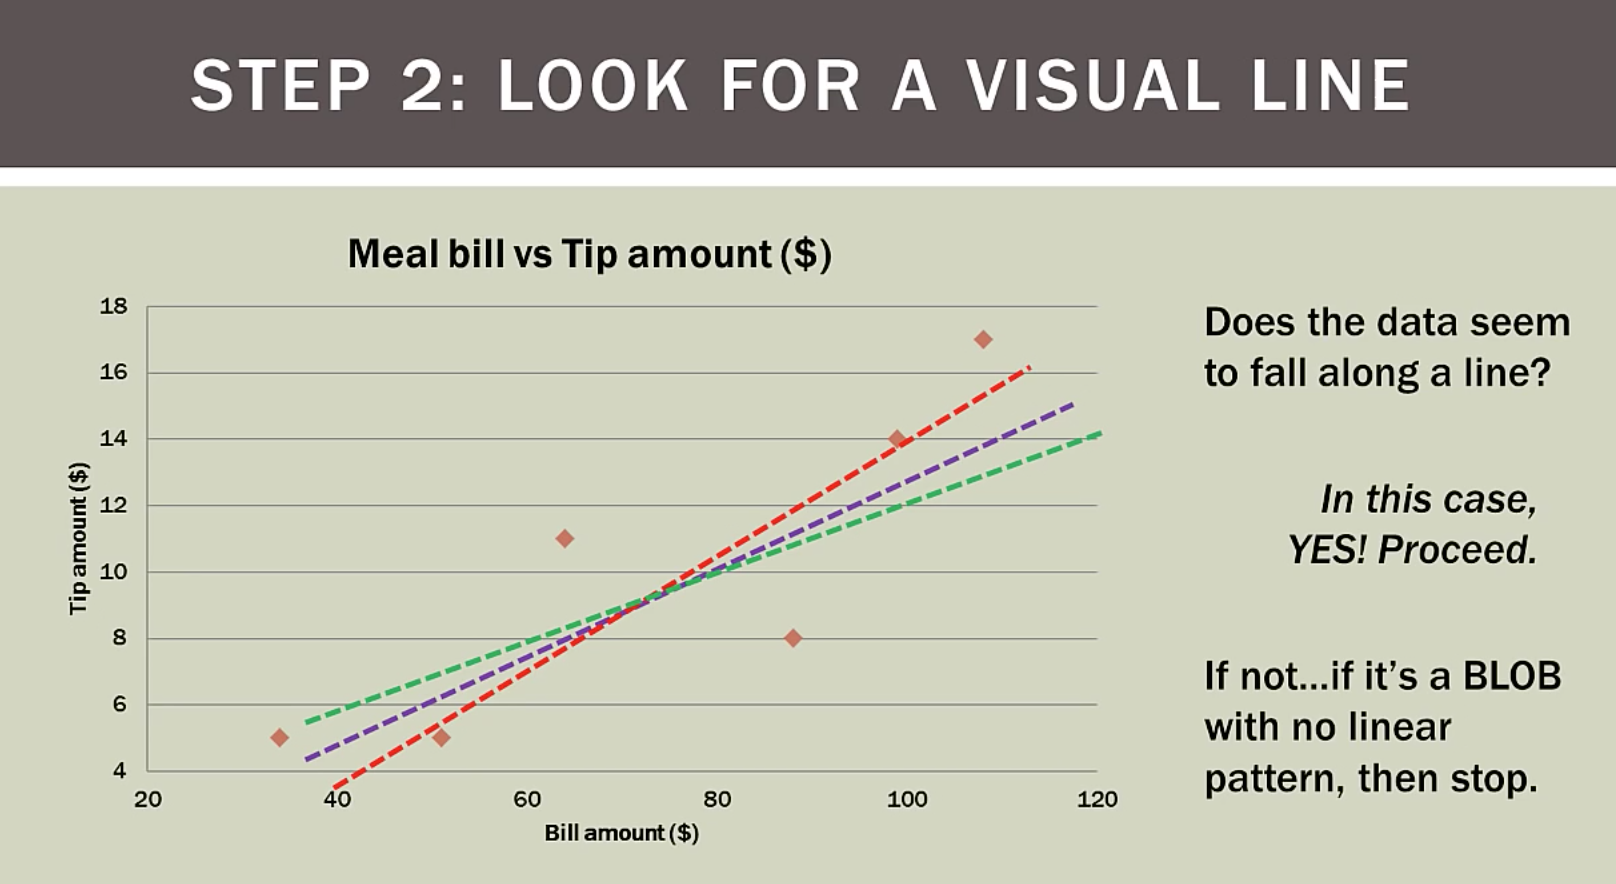 STEP 2: LOOK FOR A VISUAL LINE
Meal bill vs Tip amount ($)
18
16
14
12
10
8
6
4
Tip amount ($)
20 40 60 80 100 120
Bill amount ($)
Does the data seem
to fall along a line?
In this case,
YES! Proceed.
If not...if it’s a BLOB
with no linear
pattern, then stop.